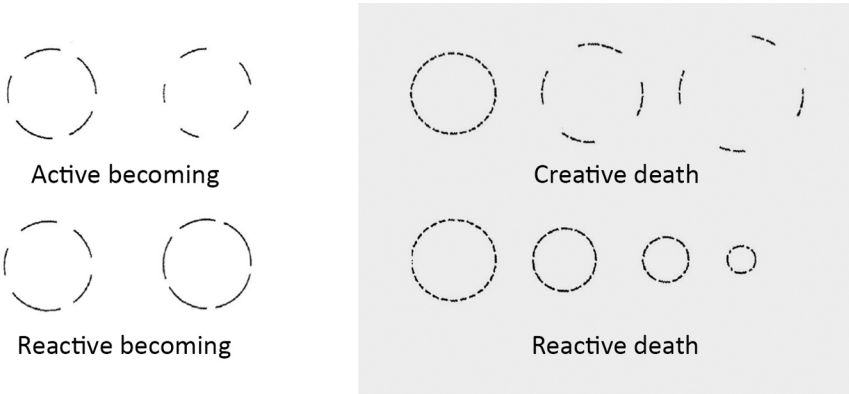 Active becoming
Creative death
Reactive becoming
Reactive death